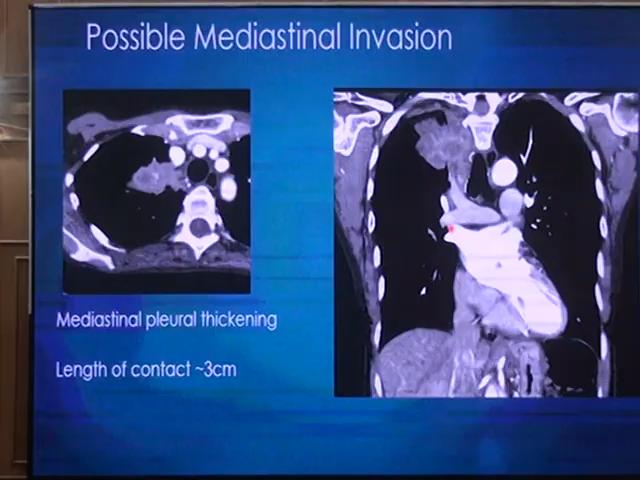 Possible Mediastinal Invasion
Mediastinal pleural thickening
Length of contact ~3cm